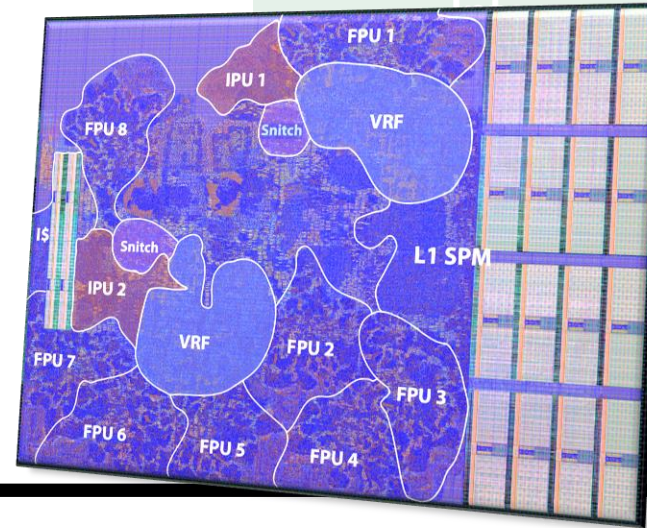 FPU 1
IPU 1
VRF
Snitch
FPU 8
I$
Snitch
L1 SPM
IPU 2
VRF
FPU 2
FPU 7
FPU 3
FPU 6
FPU 5
FPU 4